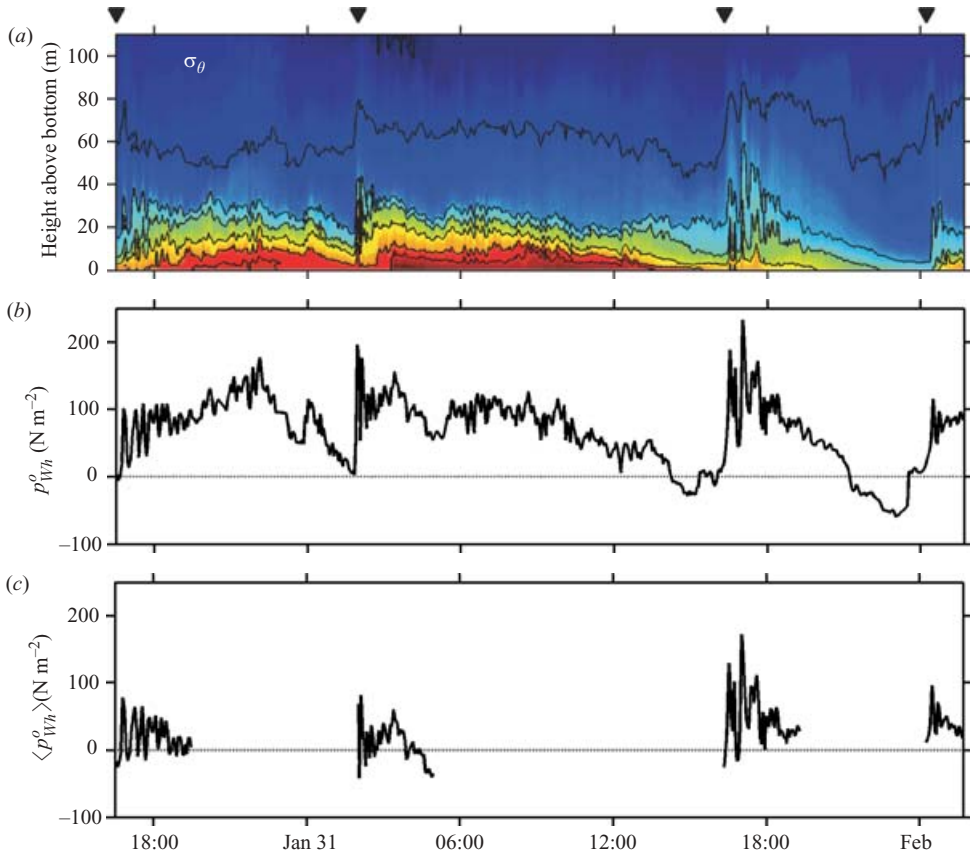 (a)
σθ
Height above bottom (m)
100
80
60
40
20
0
(b)
p^o_Wh (N m−2)
200
100
0
−100
(c)
⟨p^o_Wh⟩(N m−2)
200
100
0
−100
18:00 Jan 31 06:00 12:00 18:00 Feb